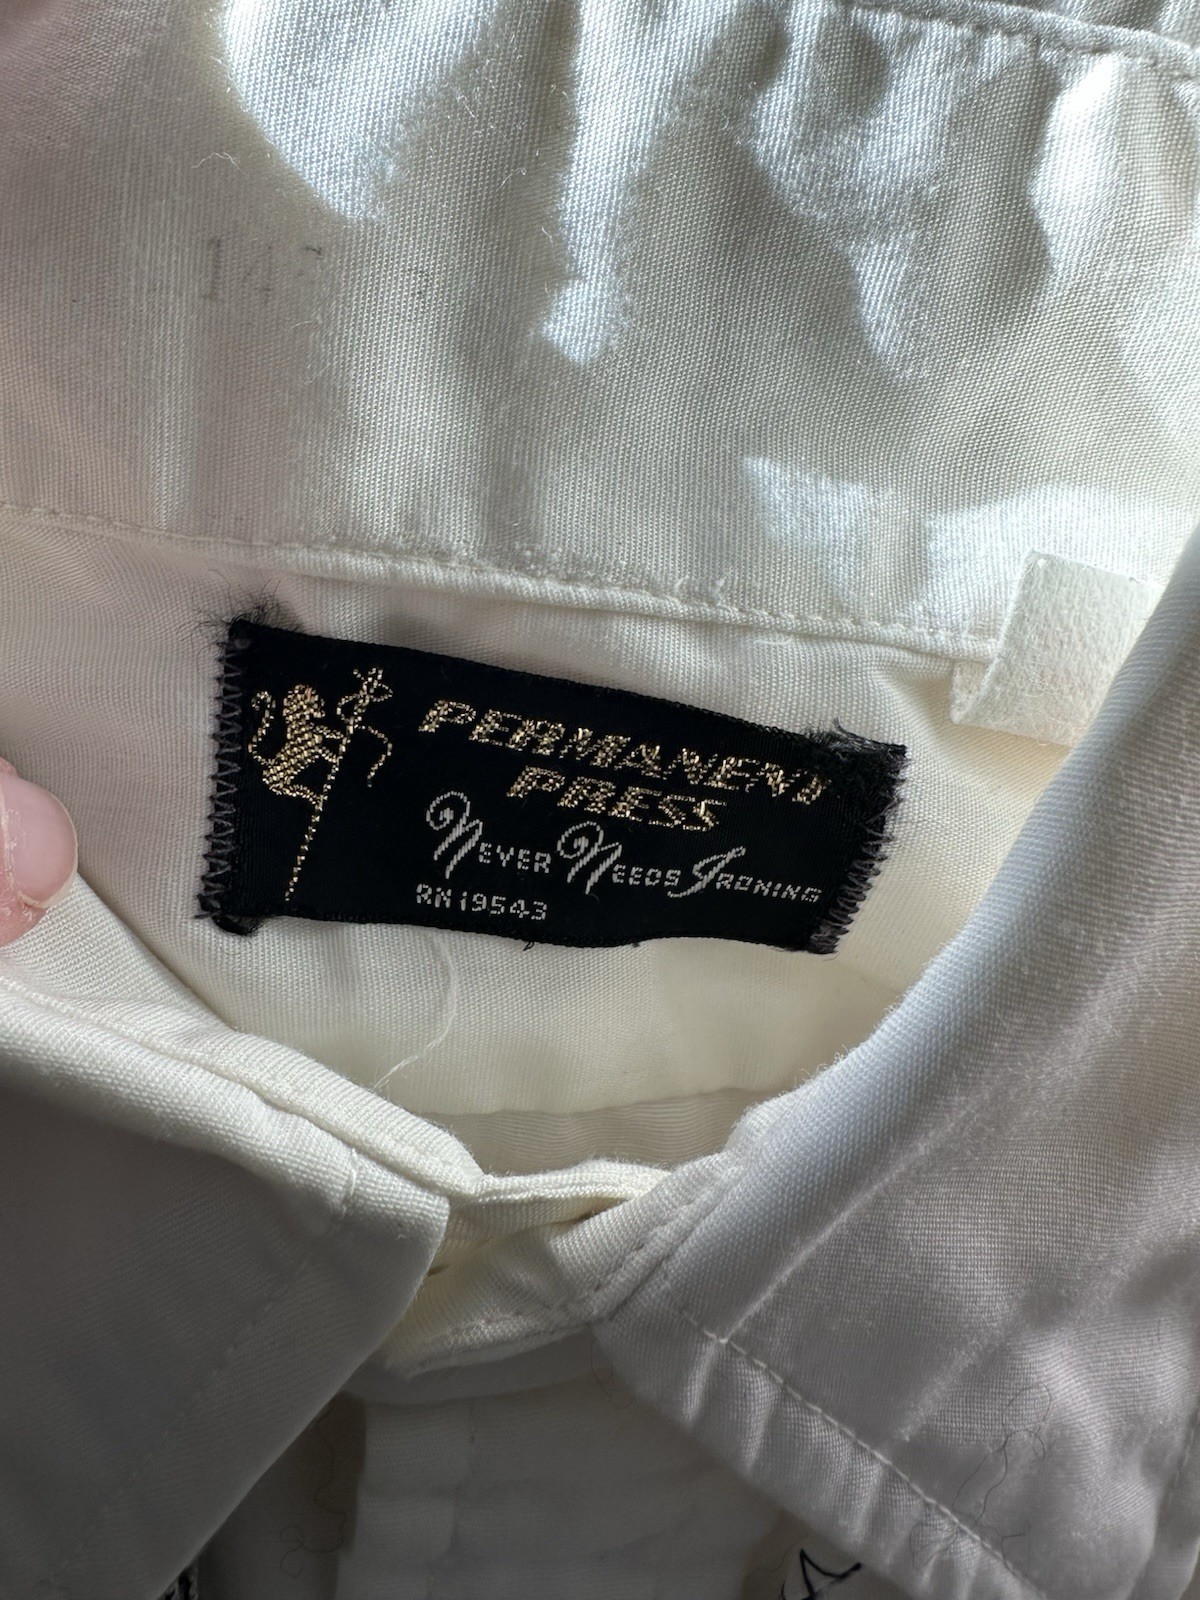 PERMANENT
PRESS
Never Needs Ironing
RN 19543